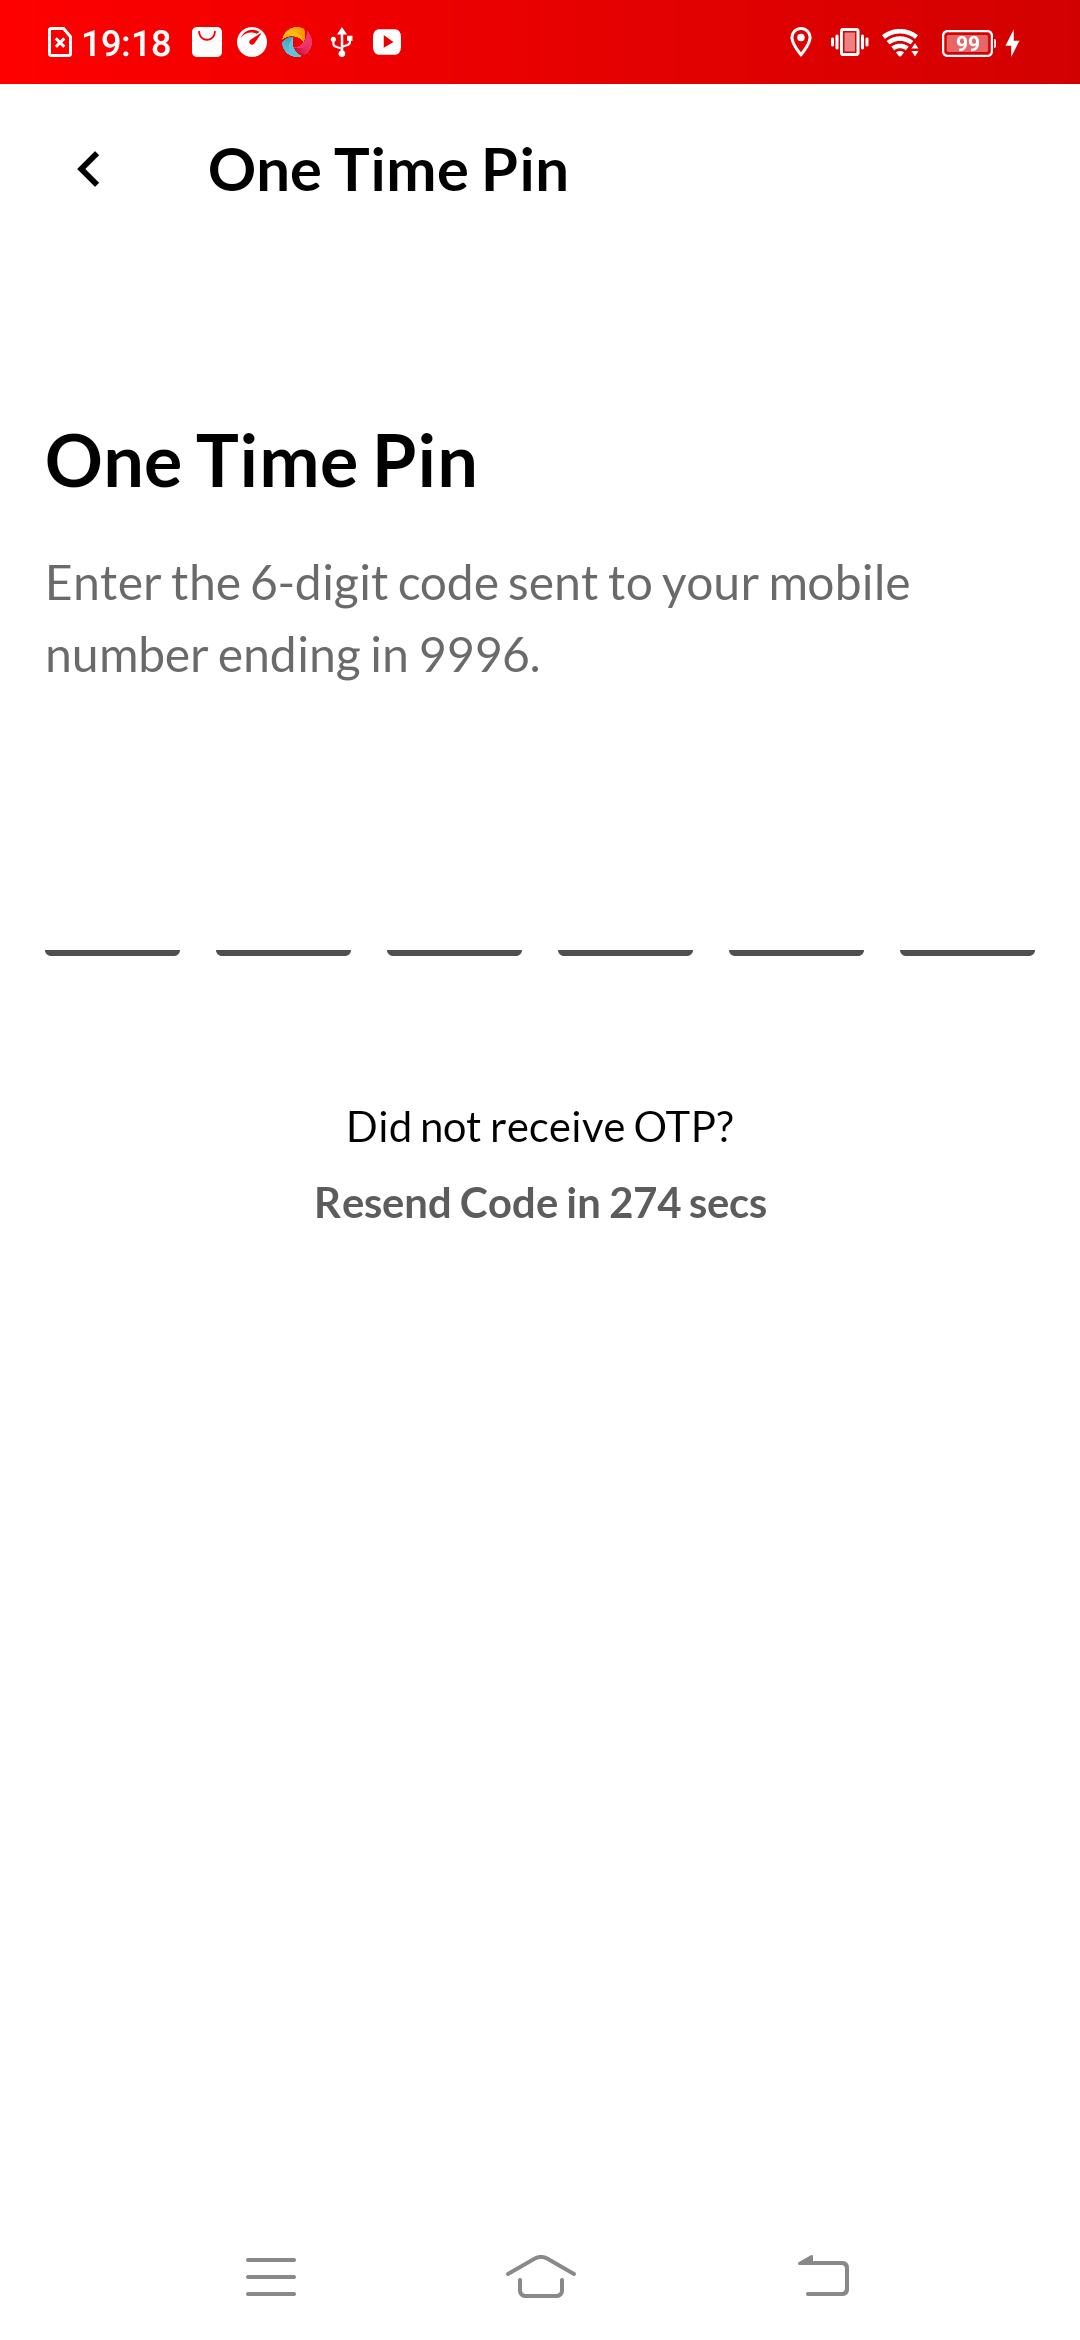 19:18
99
One Time Pin
One Time Pin
Enter the 6-digit code sent to your mobile
number ending in 9996.
Did not receive OTP?
Resend Code in 274 secs